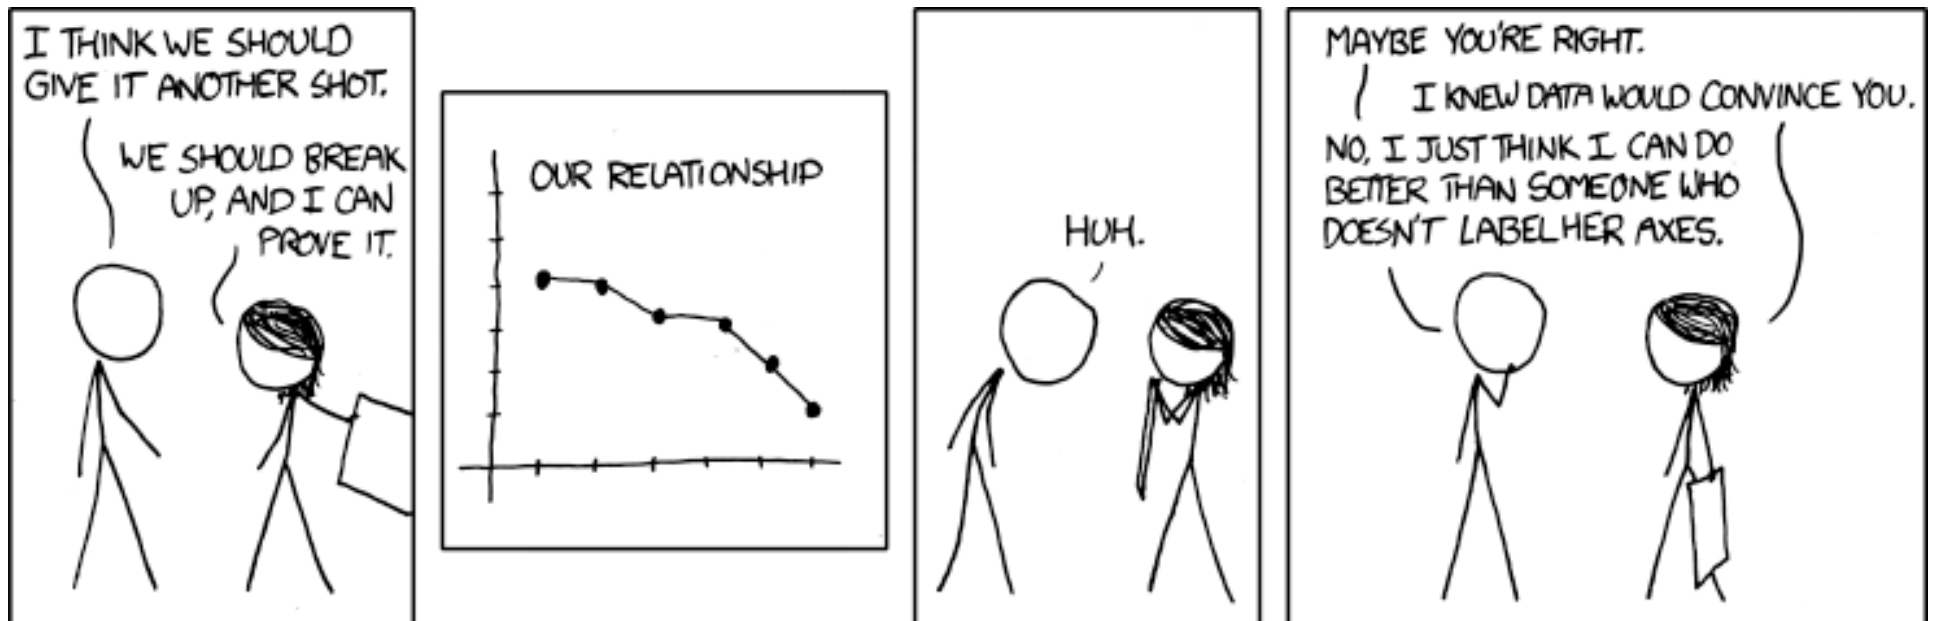 I THINK WE SHOULD
GIVE IT ANOTHER SHOT.
WE SHOULD BREAK
UP, AND I CAN
PROVE IT.
OUR RELATIONSHIP
HUH.
MAYBE YOU'RE RIGHT.
I KNEW DATA WOULD CONVINCE YOU.
NO, I JUST THINK I CAN DO
BETTER THAN SOMEONE WHO
DOESN'T LABEL HER AXES.